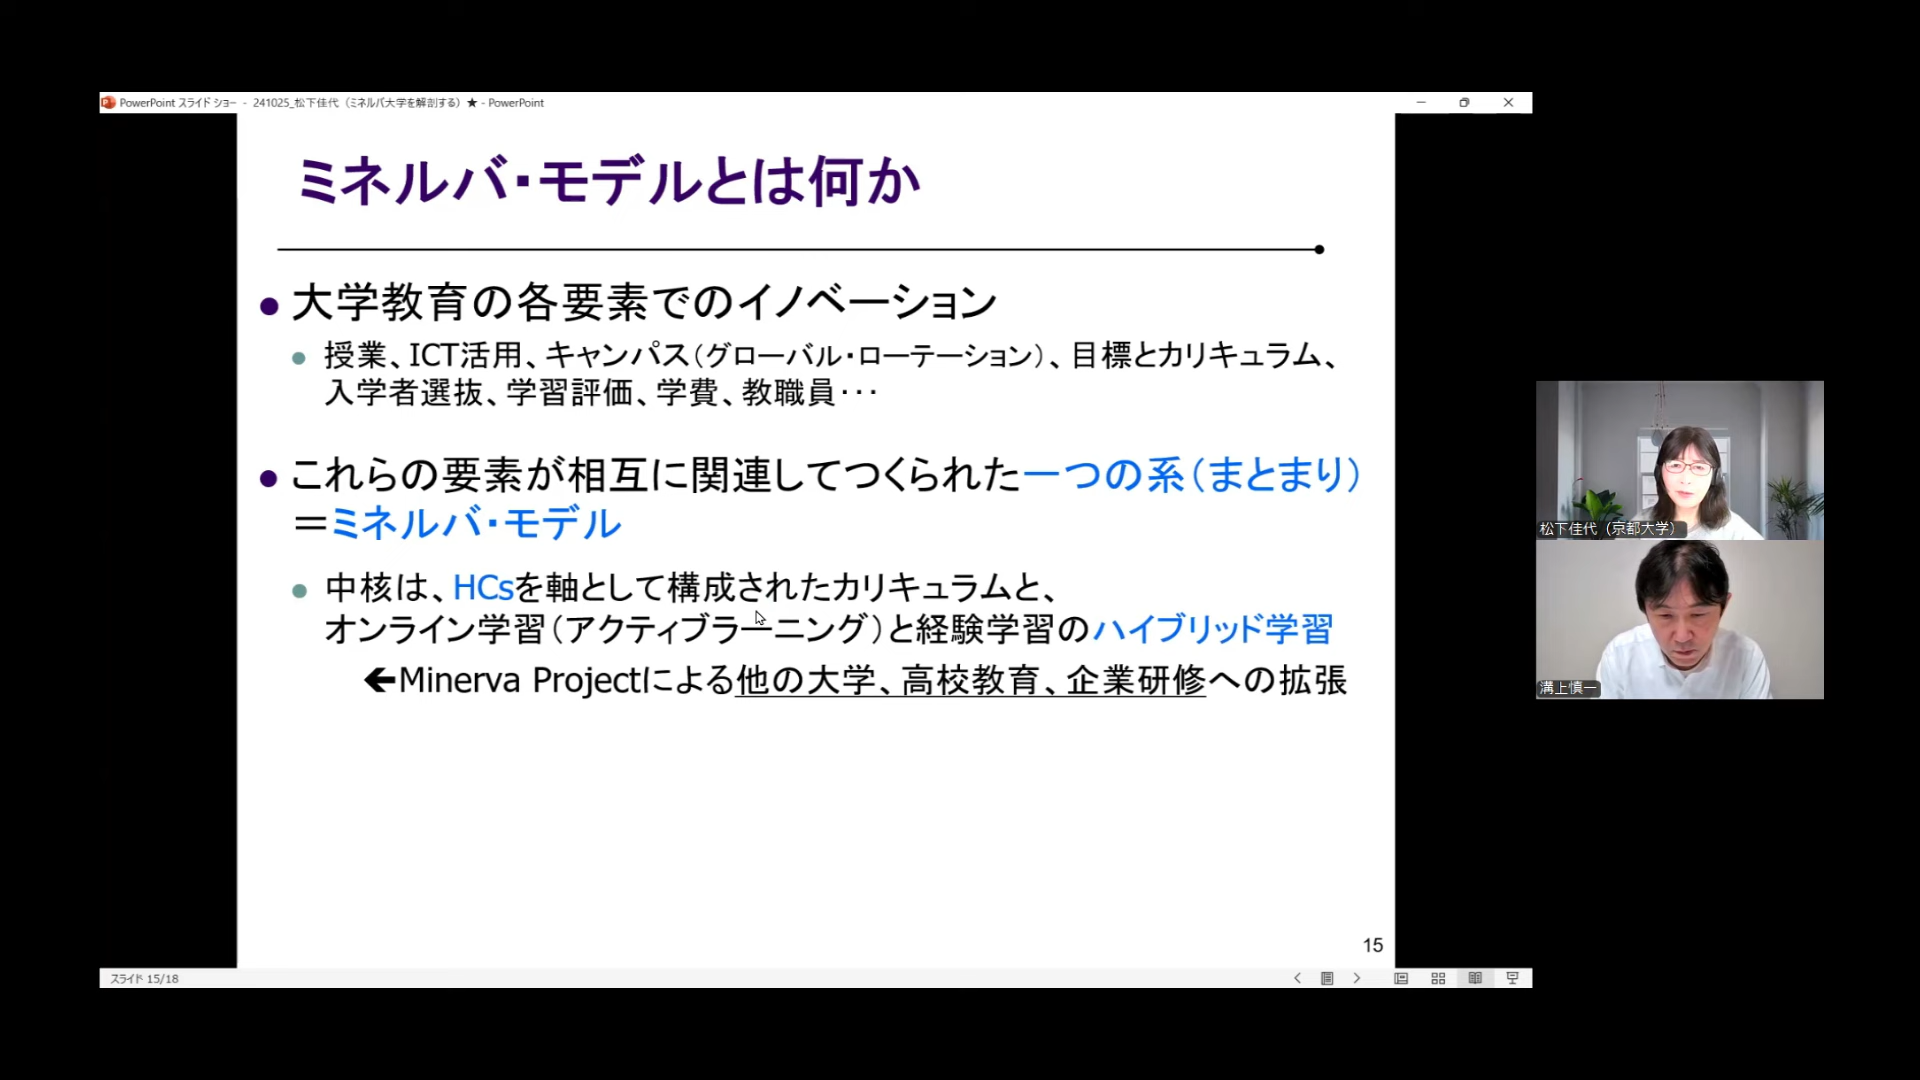 PowerPoint スライド ショー - 241025_松下佳代（ミネルバ大学を解剖する）★ - PowerPoint
ミネルバ・モデルとは何か
● 大学教育の各要素でのイノベーション
● 授業、ICT活用、キャンパス（グローバル・ローテーション）、目標とカリキュラム、
入学者選抜、学習評価、学費、教職員・・・
● これらの要素が相互に関連してつくられた一つの系（まとまり）
＝ミネルバ・モデル
● 中核は、HCsを軸として構成されたカリキュラムと、
オンライン学習（アクティブラーニング）と経験学習のハイブリッド学習
←Minerva Projectによる他の大学、高校教育、企業研修への拡張
15
スライド 15/18
松下佳代（京都大学）
溝上慎一